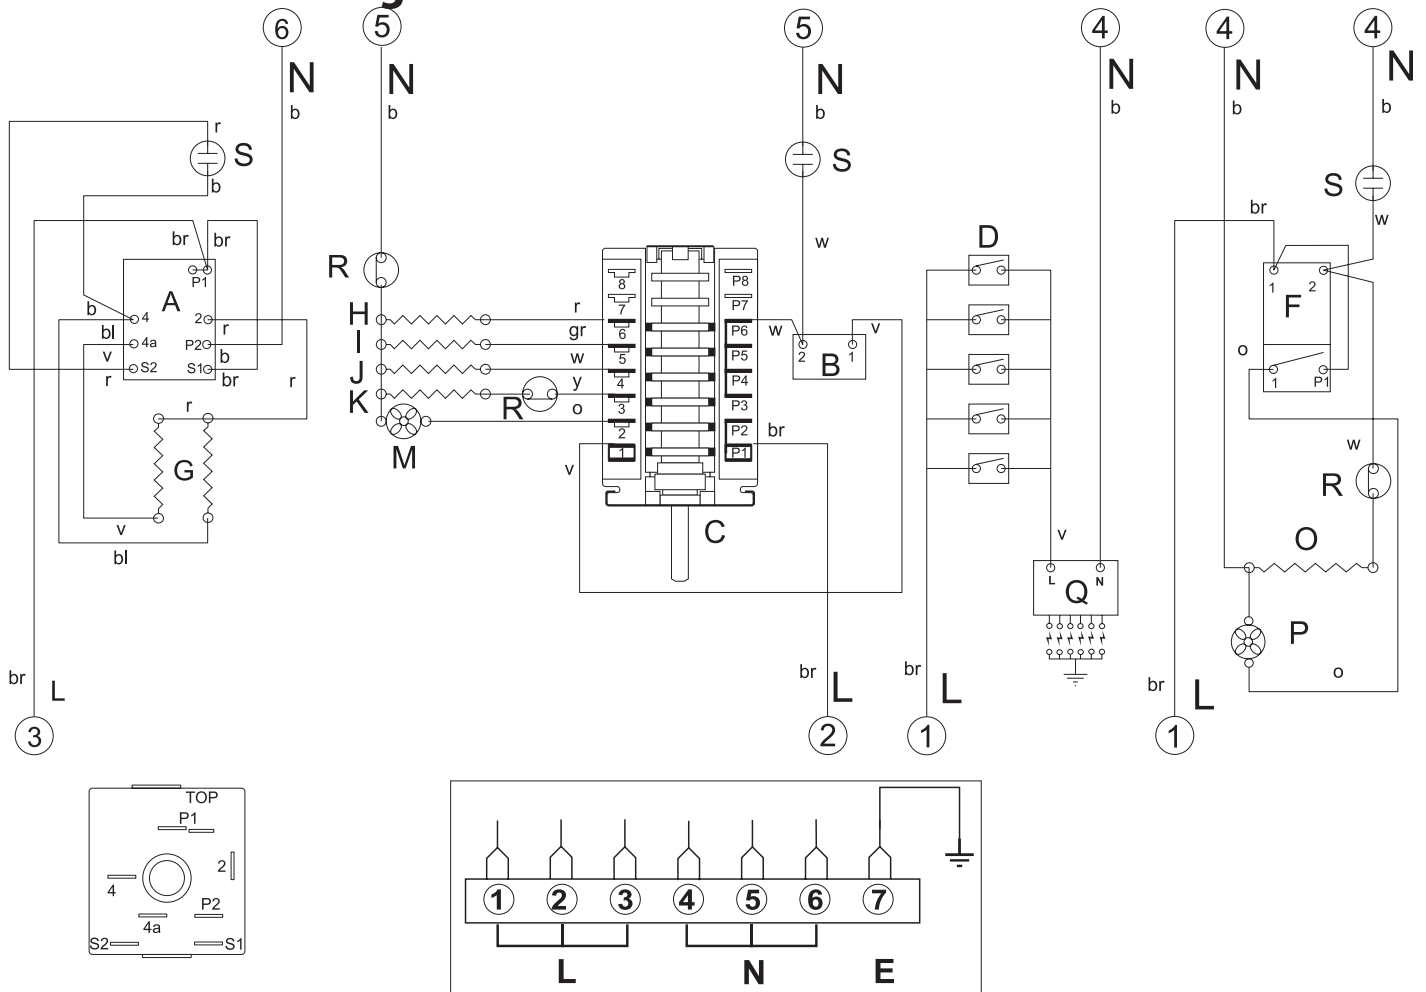 g
6 5 5 4 4 4
N N N N N N
b b b b b b
r
S S
b
S
w w
br
br br
br D
R
P1
A
8 P8
7 P7
1 2
F
H r
b 4 2 r
6 P6 w v
I gr
bl
4a P2 b
5 P5
2 B 1
o
J w
v S2 S1 br
r r
4 P4
1 P1
K R y
3 P3
r
o
2 P2 br
M
1 P1
w
G
v
R
v
C
v
bl
O
L N
Q
P
br L
br L
br L
o
br L
3 2 1 1
TOP
P1
2
4
P2
4a
S2 S1
1 2 3 4 5 6 7
L N E